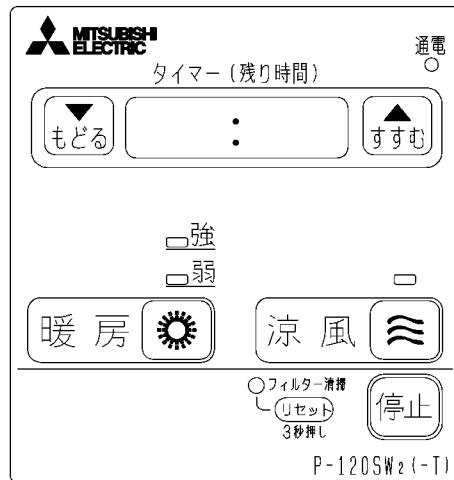 MITSUBISHI
ELECTRIC
通電
タイマー(残り時間)
▼
もどる
:
▲
すすむ
強
弱
暖房
涼風
フィルター清掃
リセット
3秒押し
停止
P-120SW2(-T)